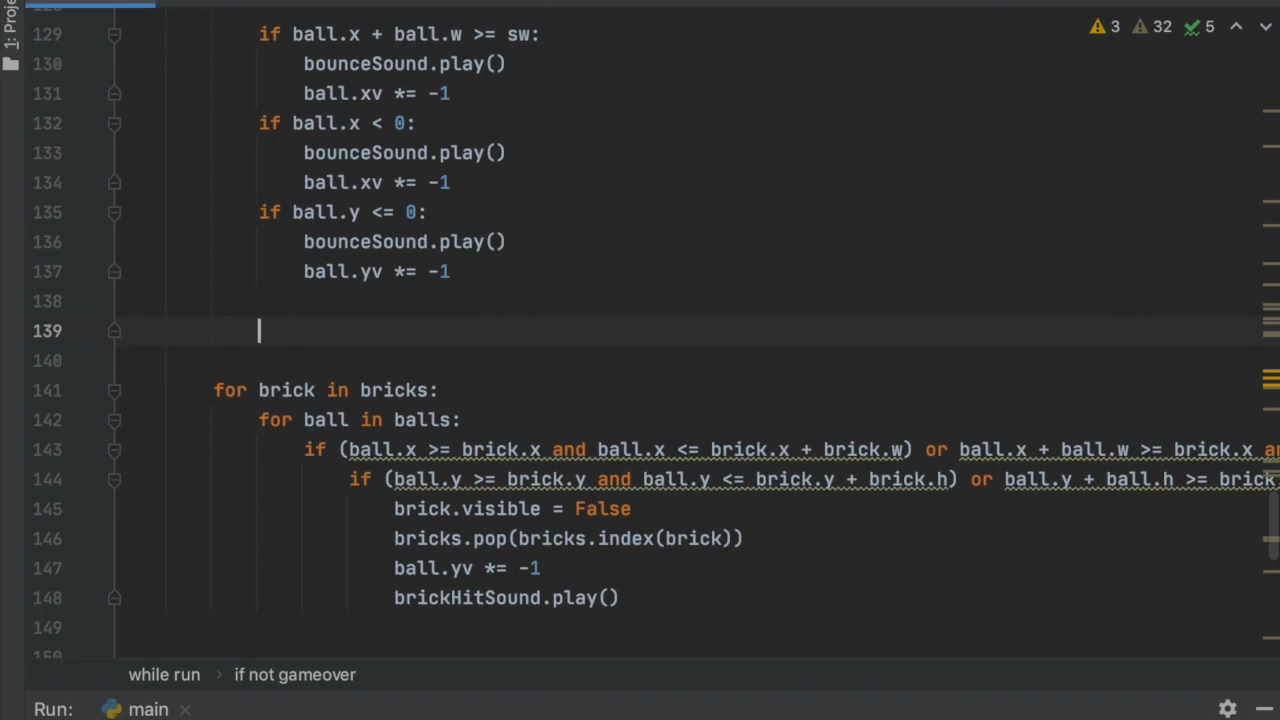 1: Proje
129 if ball.x + ball.w >= sw:
3 32 5
130 bounceSound.play()
131 ball.xv *= -1
132 if ball.x < 0:
133 bounceSound.play()
134 ball.xv *= -1
135 if ball.y <= 0:
136 bounceSound.play()
137 ball.yv *= -1
138
139
140
141 for brick in bricks:
142 for ball in balls:
143 if (ball.x >= brick.x and ball.x <= brick.x + brick.w) or ball.x + ball.w >= brick.x
144 if (ball.y >= brick.y and ball.y <= brick.y + brick.h) or ball.y + ball.h >= brick
145 brick.visible = False
146 bricks.pop(bricks.index(brick))
147 ball.yv *= -1
148 brickHitSound.play()
149
while run › if not gameover
Run: main